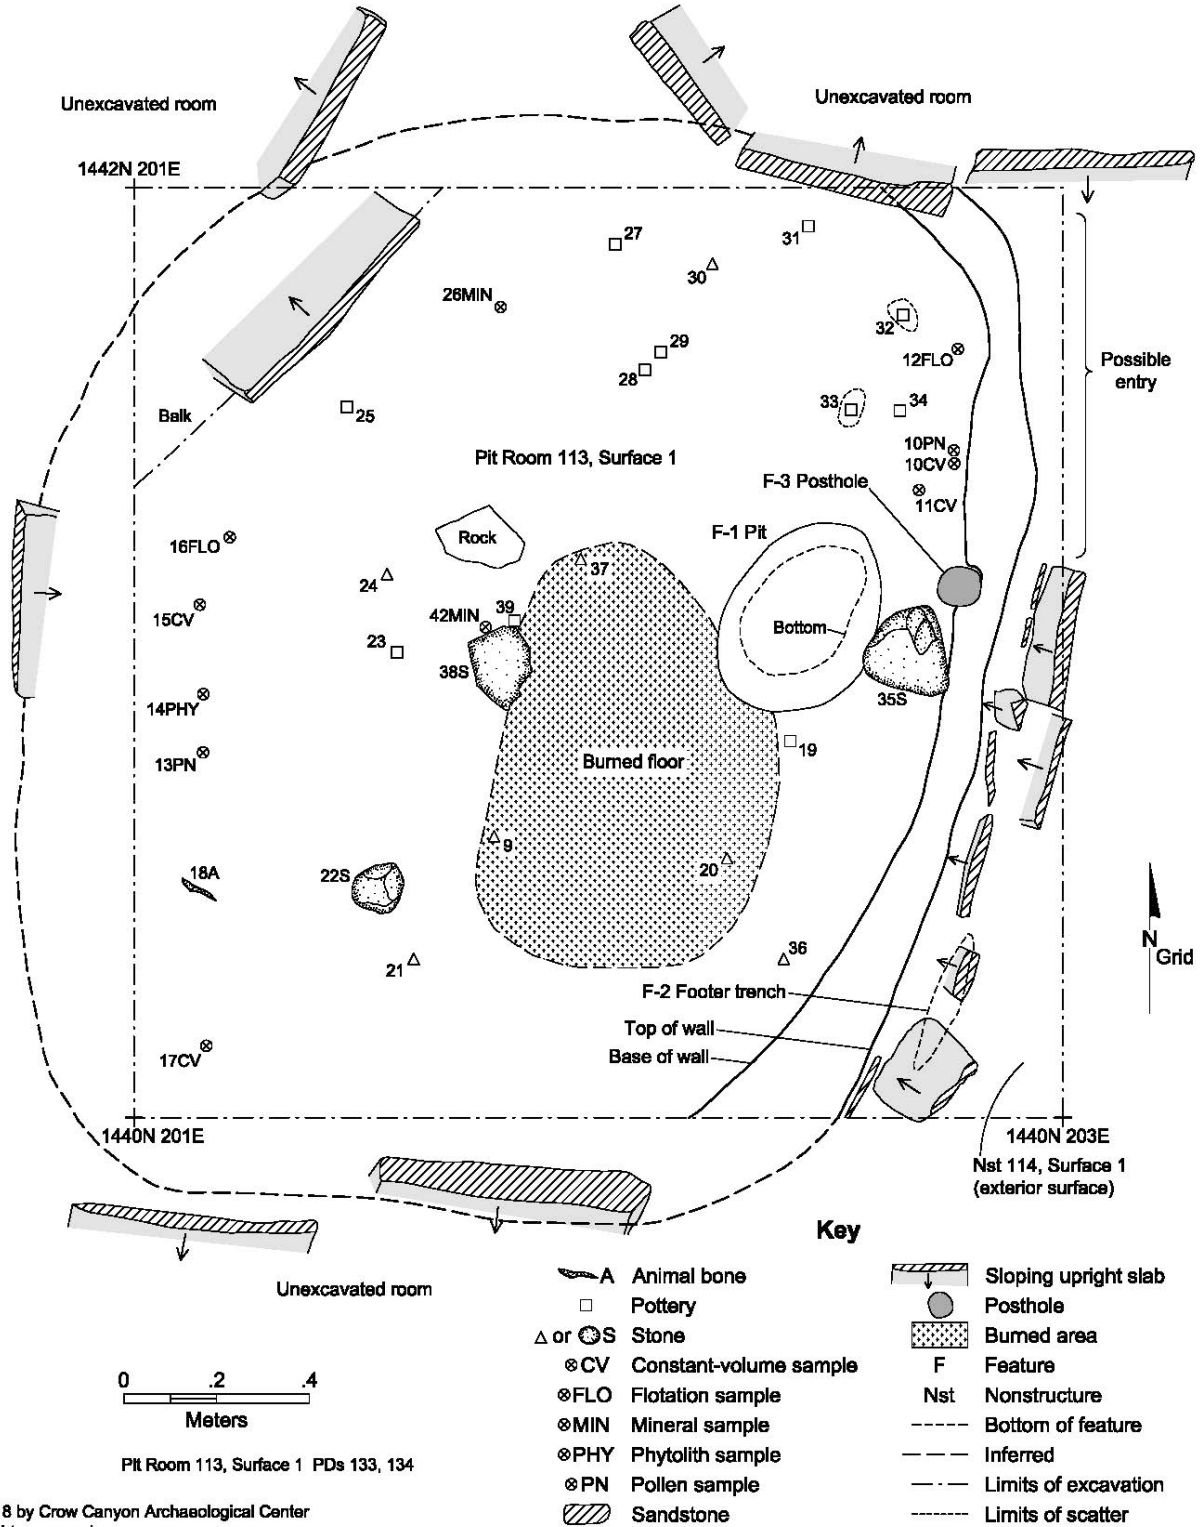 Unexcavated room
Unexcavated room
1442N 201E
27
31
30
26MIN
32
29
28
12FLO
Possible
entry
Balk
25
33
34
10PN
10CV
11CV
Pit Room 113, Surface 1
F-3 Posthole
F-1 Pit
Rock
16FLO
37
24
15CV
42MIN
39
Bottom
23
38S
35S
14PHY
13PN
19
Burned floor
9
20
18A
22S
21
36
N
Grid
F-2 Footer trench
Top of wall
Base of wall
17CV
1440N 201E
1440N 203E
Nst 114, Surface 1
(exterior surface)
Unexcavated room
Key
A Animal bone
Pottery
or S Stone
CV Constant-volume sample
FLO Flotation sample
MIN Mineral sample
PHY Phytolith sample
PN Pollen sample
Sandstone
Sloping upright slab
Posthole
Burned area
F Feature
Nst Nonstructure
Bottom of feature
Inferred
Limits of excavation
Limits of scatter
0 .2 .4
Meters
Pit Room 113, Surface 1 PDs 133, 134
8 by Crow Canyon Archaeological Center